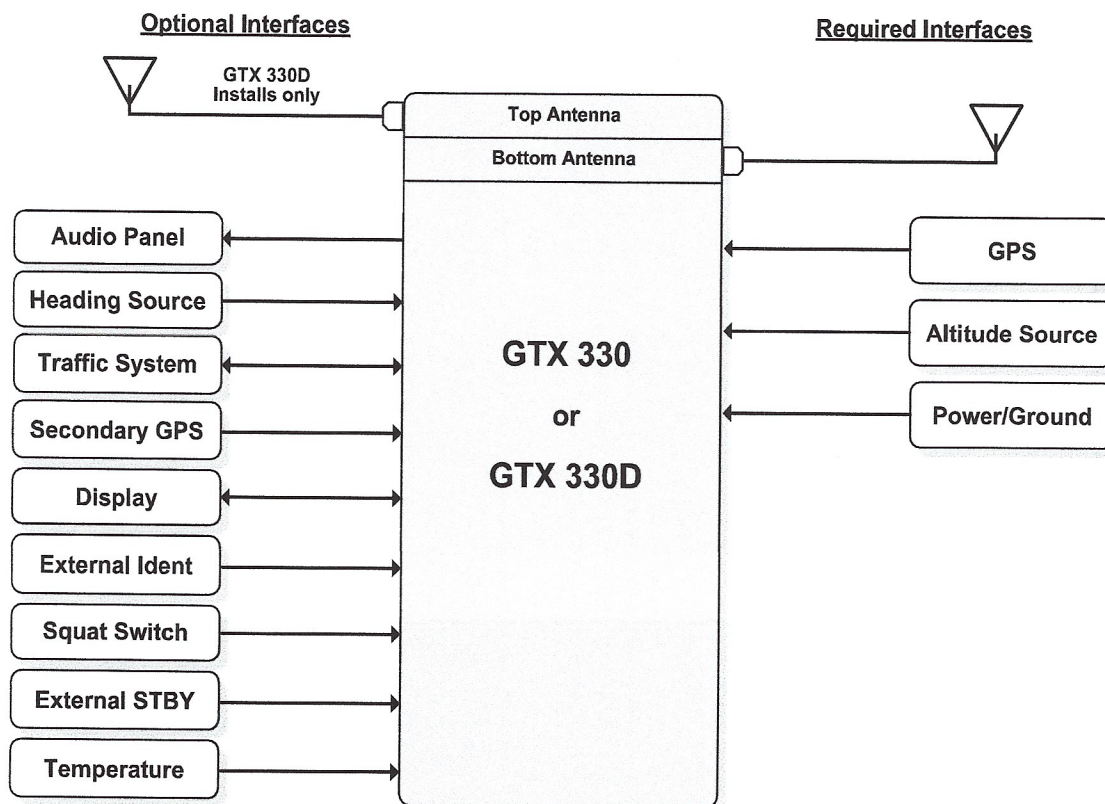 Optional Interfaces
Required Interfaces
GTX 330D
Installs only
Top Antenna
Bottom Antenna
Audio Panel
Heading Source
Traffic System
Secondary GPS
Display
External Ident
Squat Switch
External STBY
Temperature
GTX 330
or
GTX 330D
GPS
Altitude Source
Power/Ground